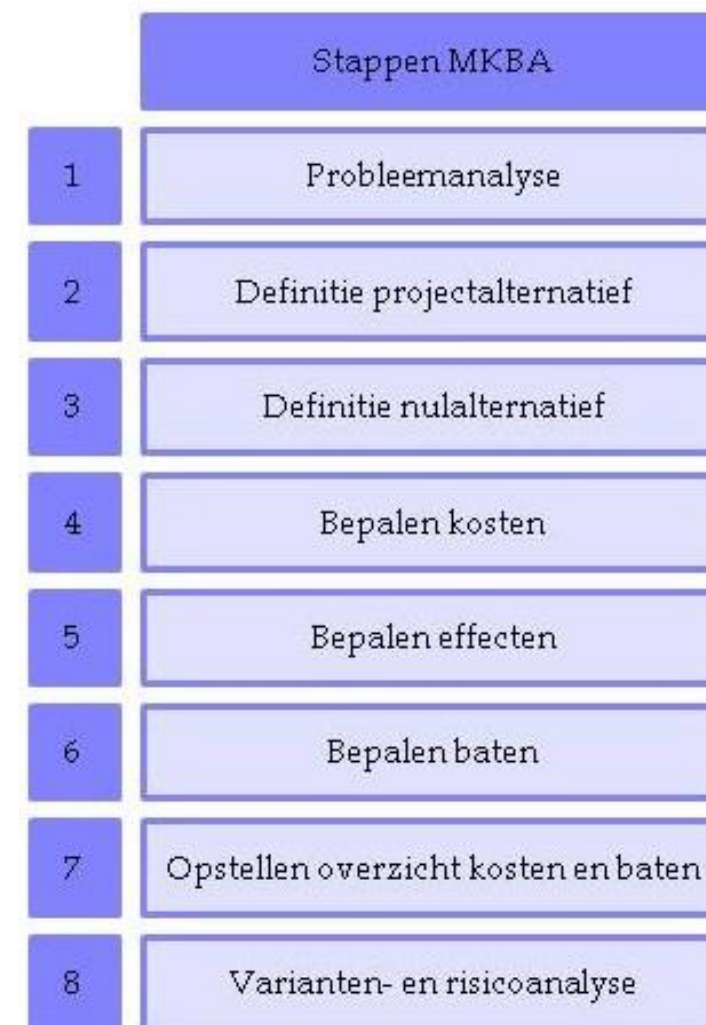 Stappen MKBA
1 Probleemanalyse
2 Definitie projectalternatief
3 Definitie nulalternatief
4 Bepalen kosten
5 Bepalen effecten
6 Bepalen baten
7 Opstellen overzicht kosten en baten
8 Varianten- en risicoanalyse